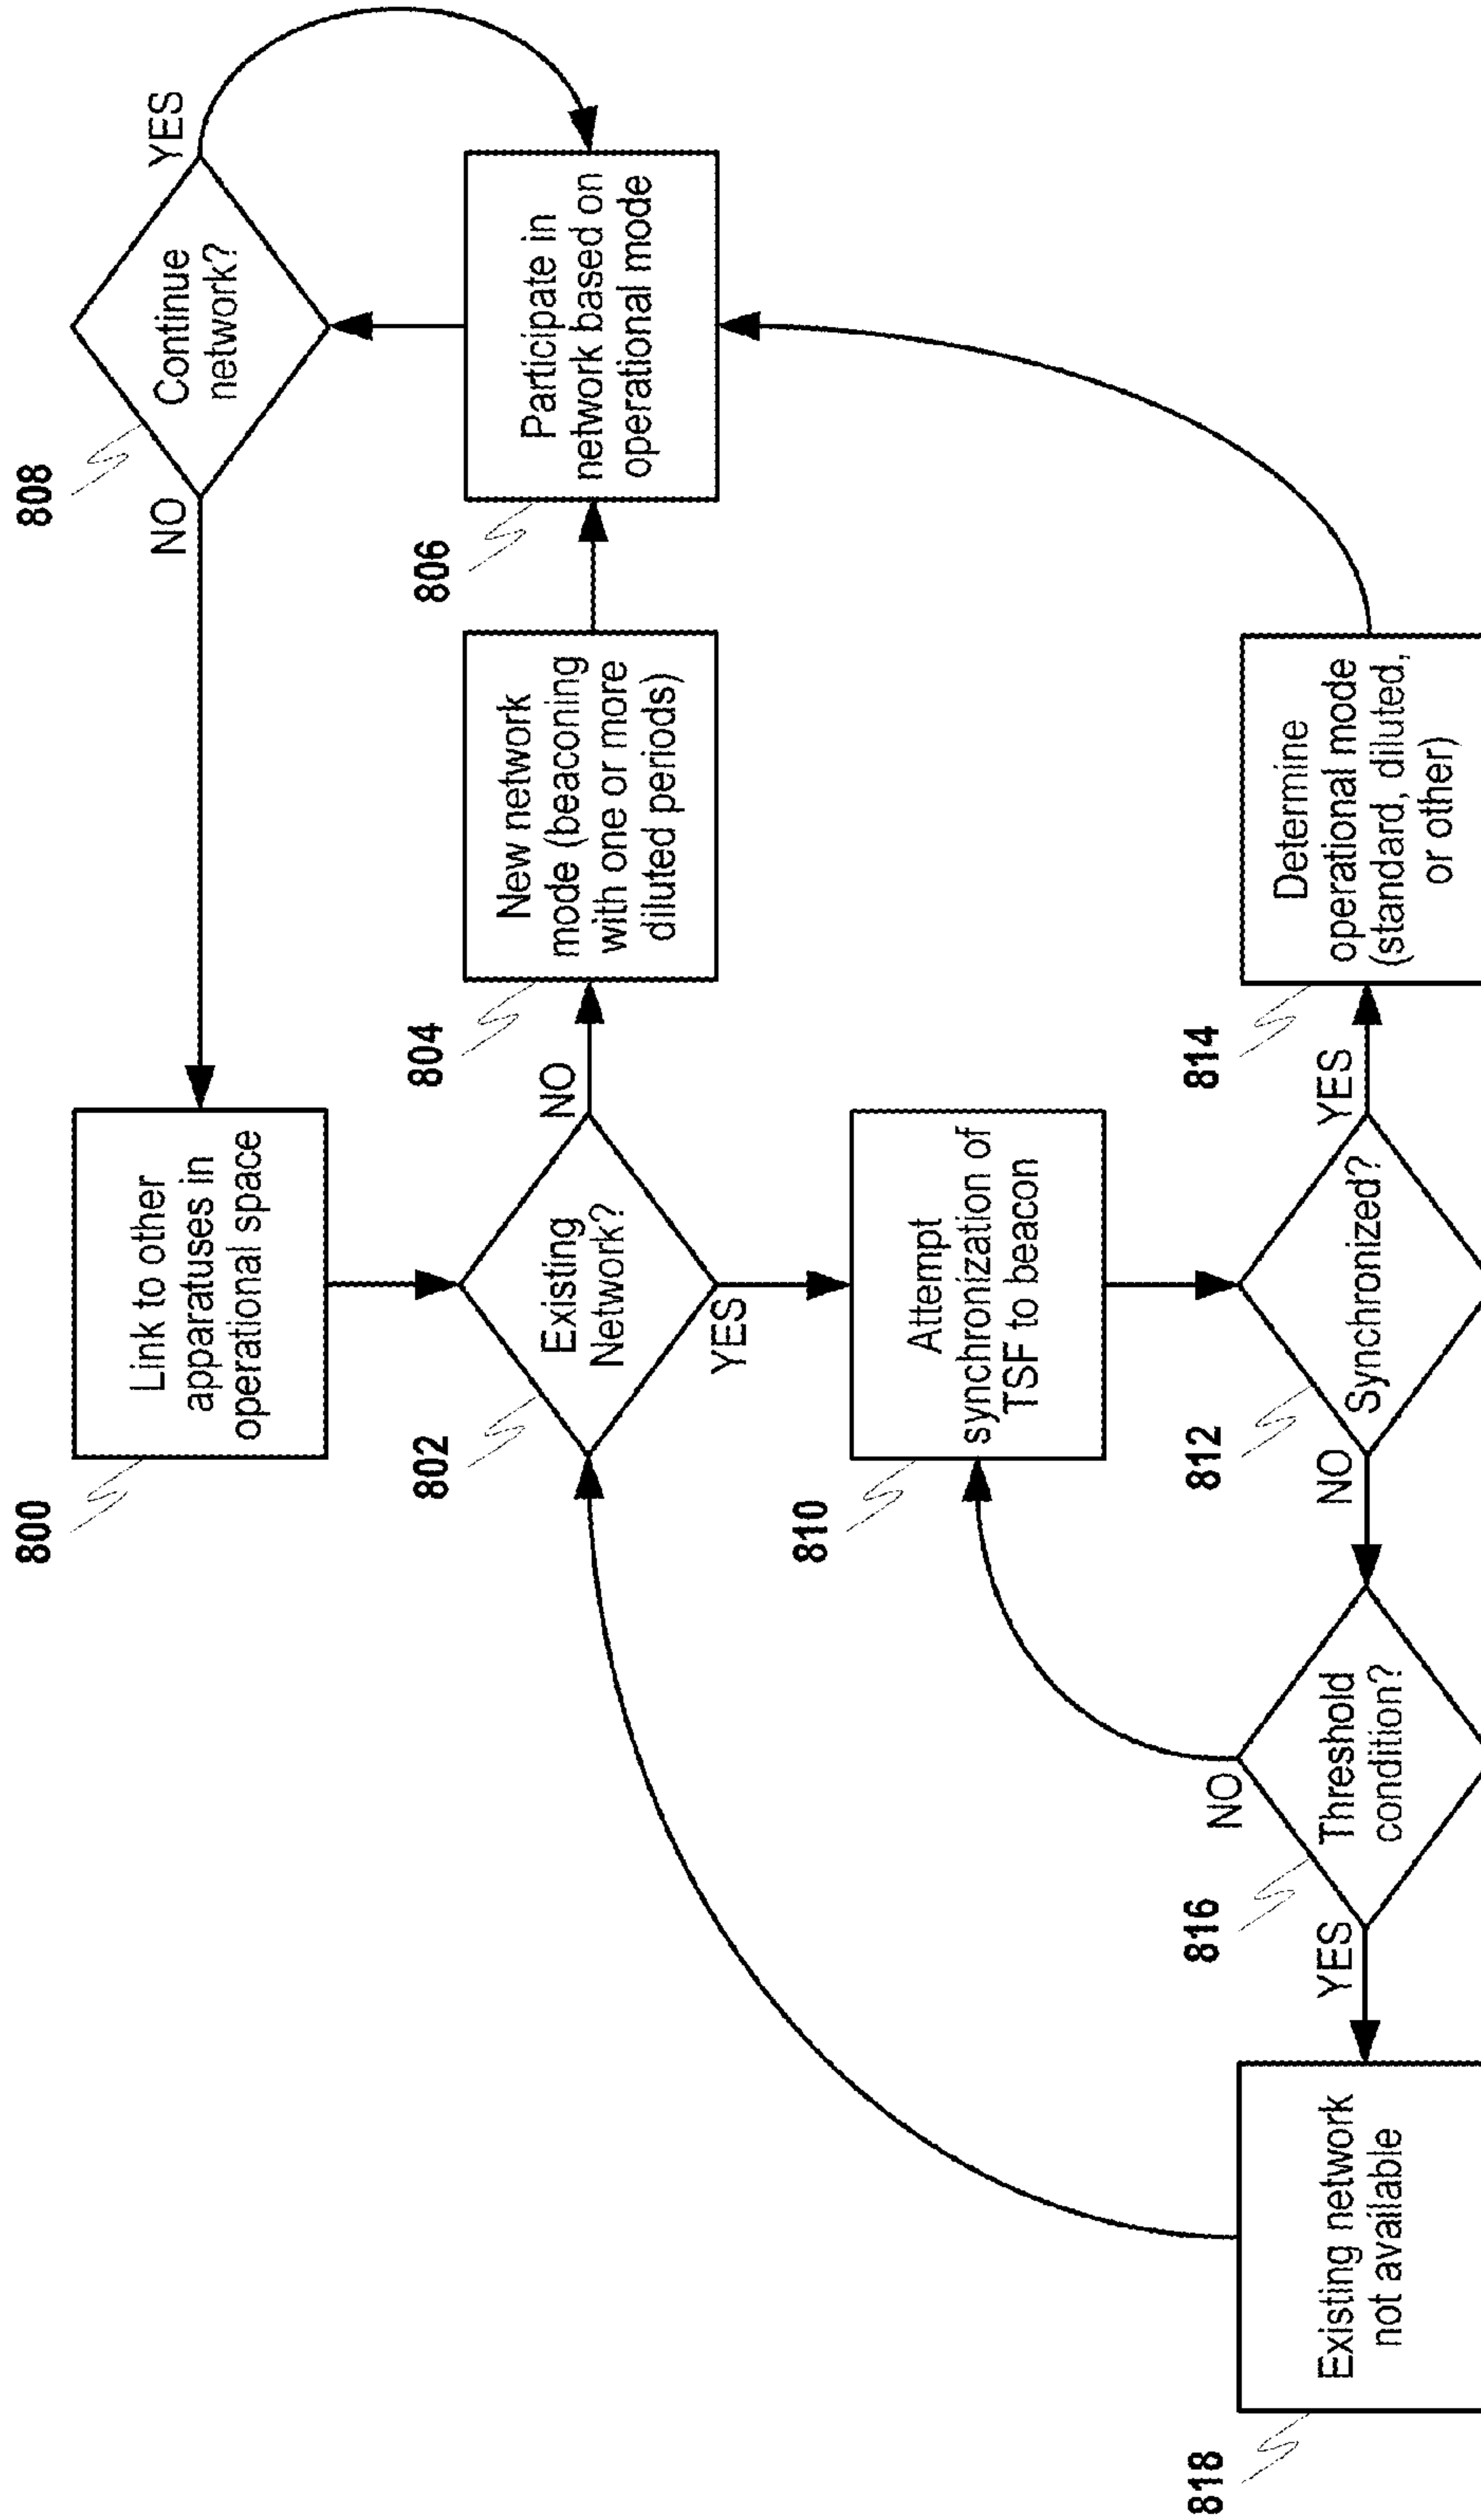 800
Link to other
apparatuses in
operational space
808
Continue
network?
NO
YES
802
Existing
Network?
NO
YES
804
New network
mode (beaconing
with one or more
diluted periods)
806
Participate in
network based on
operational mode
810
Attempt
synchronization of
TSF to beacon
818
Existing network
not available
816
Threshold
condition?
YES
NO
812
Synchronized?
NO
YES
814
Determine
operational mode
(standard, diluted,
or other)